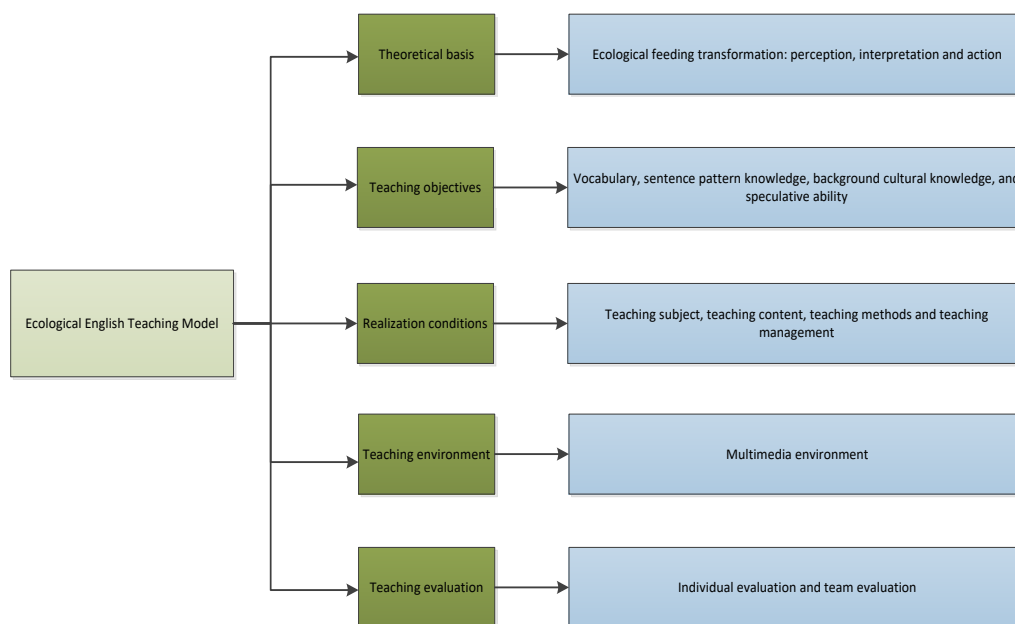 Theoretical basis
Ecological feeding transformation: perception, interpretation and action
Teaching objectives
Vocabulary, sentence pattern knowledge, background cultural knowledge, and
speculative ability
Ecological English Teaching Model
Realization conditions
Teaching subject, teaching content, teaching methods and teaching
management
Teaching environment
Multimedia environment
Teaching evaluation
Individual evaluation and team evaluation